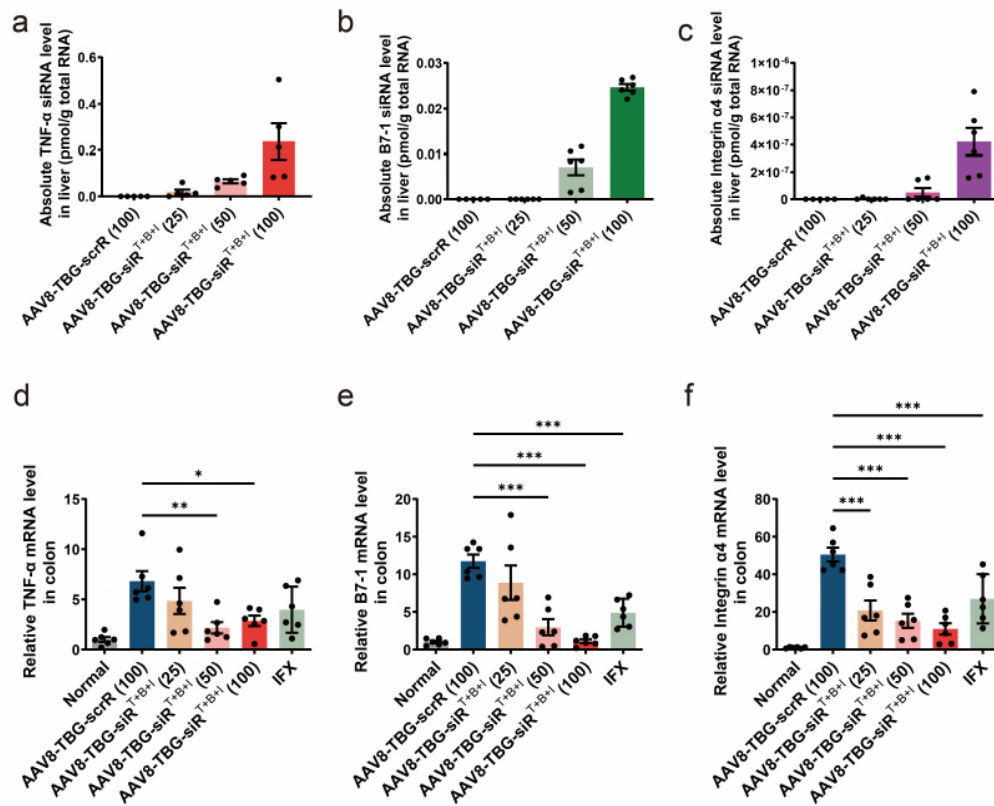 a
Absolute TNF-α siRNA level
in liver (pmol/g total RNA)
0.6
0.4
0.2
0.0
AAV8-TBG-scrR (100)
AAV8-TBG-siR T+B+I (25)
AAV8-TBG-siR T+B+I (50)
AAV8-TBG-siR T+B+I (100)
b
Absolute B7-1 siRNA level
in liver (pmol/g total RNA)
0.03
0.02
0.01
0.00
AAV8-TBG-scrR (100)
AAV8-TBG-siR T+B+I (25)
AAV8-TBG-siR T+B+I (50)
AAV8-TBG-siR T+B+I (100)
c
Absolute Integrin α4 siRNA level
in liver (pmol/g total RNA)
1×10⁻⁶
8×10⁻⁷
6×10⁻⁷
4×10⁻⁷
2×10⁻⁷
0
AAV8-TBG-scrR (100)
AAV8-TBG-siR T+B+I (25)
AAV8-TBG-siR T+B+I (50)
AAV8-TBG-siR T+B+I (100)
d
Relative TNF-α mRNA level
in colon
15
10
5
0
*
**
Normal
AAV8-TBG-scrR (100)
AAV8-TBG-siR T+B+I (25)
AAV8-TBG-siR T+B+I (50)
AAV8-TBG-siR T+B+I (100)
IFX
e
Relative B7-1 mRNA level
in colon
20
15
10
5
0
***
***
***
Normal
AAV8-TBG-scrR (100)
AAV8-TBG-siR T+B+I (25)
AAV8-TBG-siR T+B+I (50)
AAV8-TBG-siR T+B+I (100)
IFX
f
Relative Integrin α4 mRNA level
in colon
80
60
40
20
0
***
***
***
***
Normal
AAV8-TBG-scrR (100)
AAV8-TBG-siR T+B+I (25)
AAV8-TBG-siR T+B+I (50)
AAV8-TBG-siR T+B+I (100)
IFX